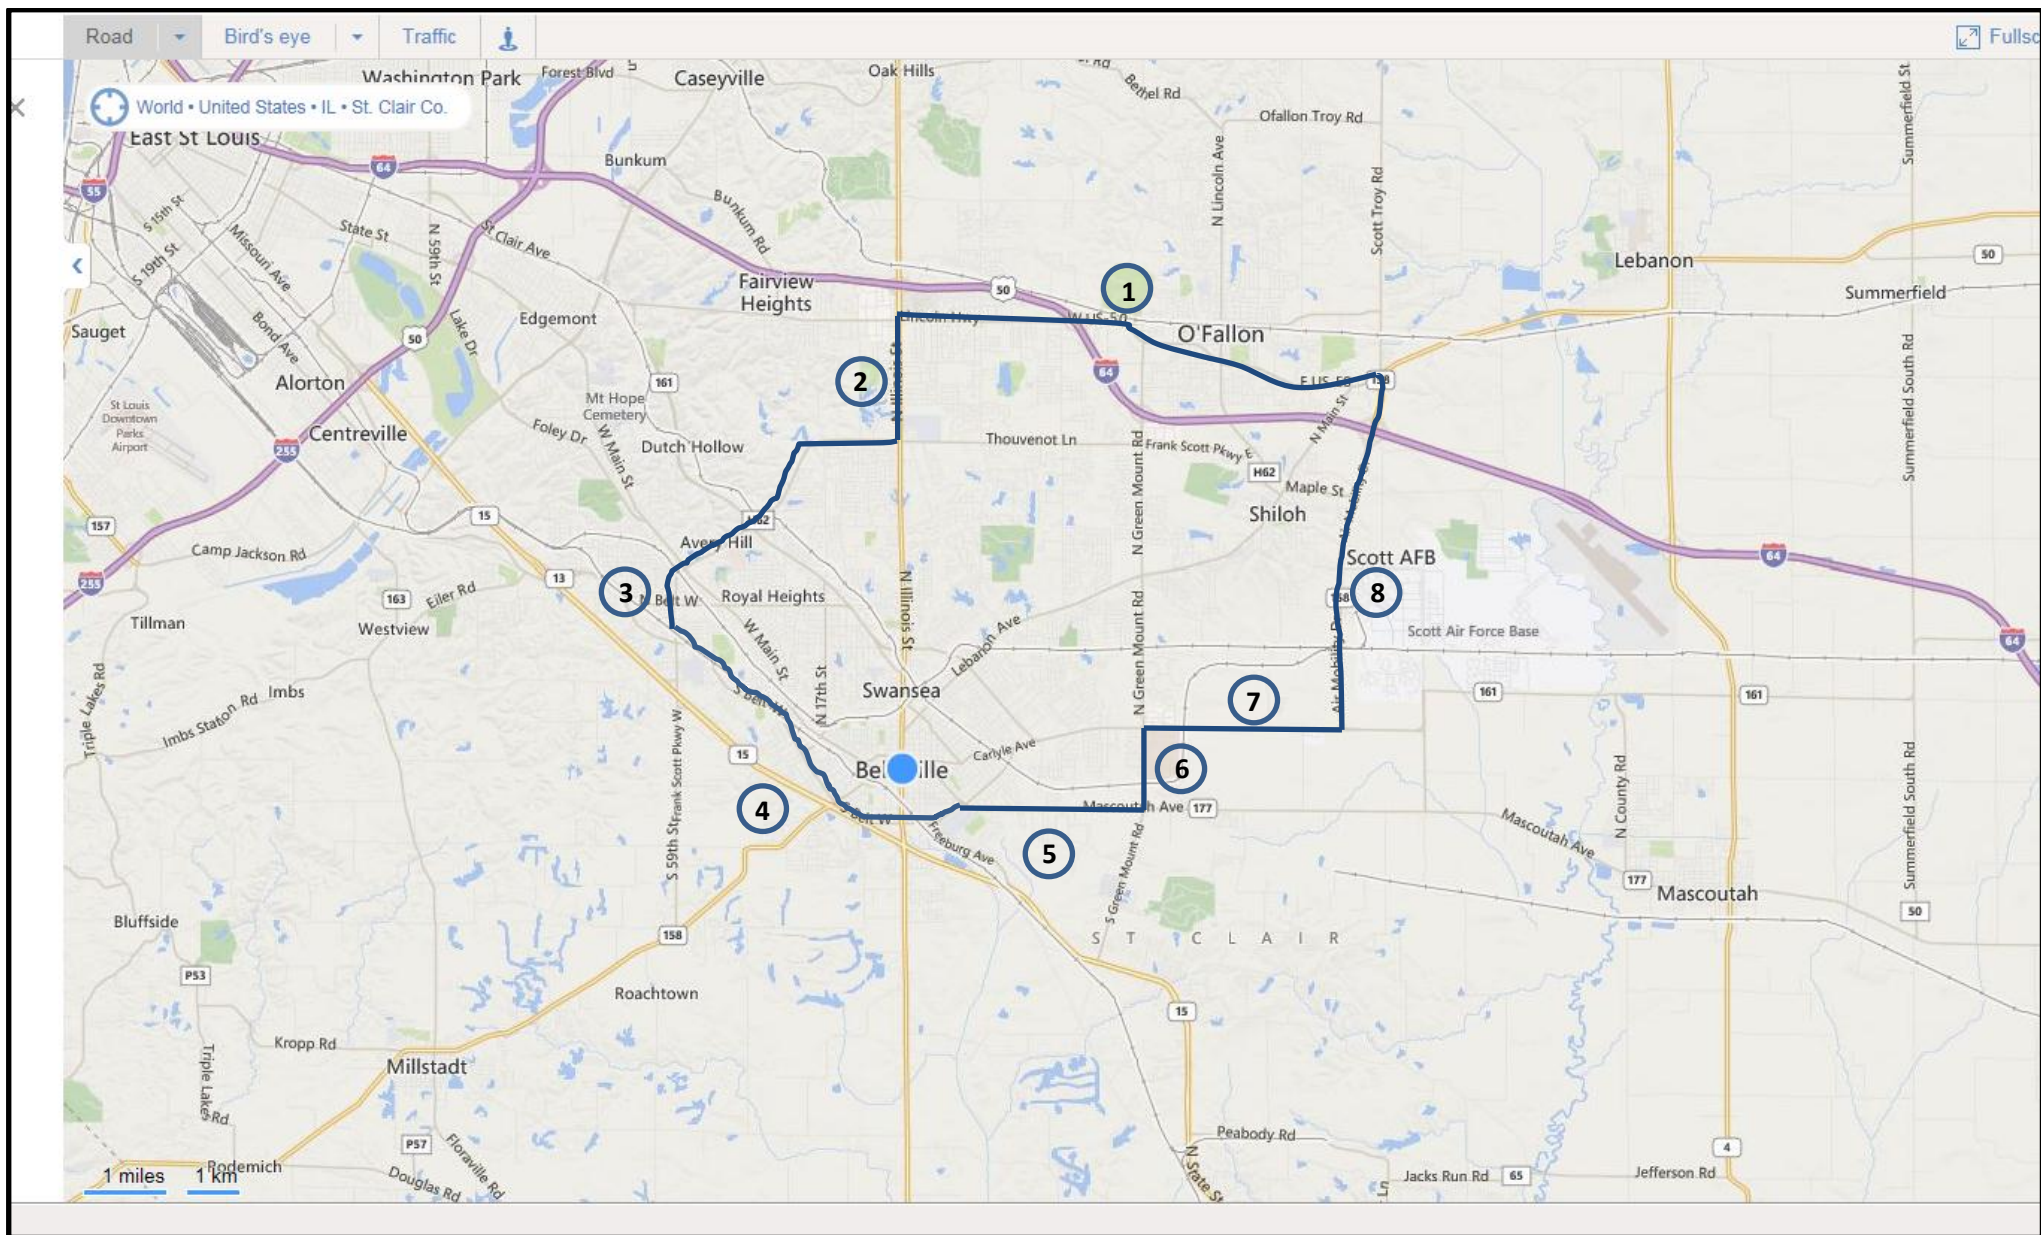 Road
Bird's eye
Traffic
Fullsc
World • United States • IL • St. Clair Co.
Washington Park
Forest Blvd
Caseyville
Oak Hills
Bethel Rd
Ofallon Troy Rd
Summerfield St
East St Louis
64
55
Bunkum
Bunkum Rd
N Lincoln Ave
Scott Troy Rd
S 15th St
S 19th St
Missouri Ave
State St
N 59th St
St Clair Ave
Lebanon
50
Fairview
Heights
50
1
Summerfield
Sauget
Bond Ave
50
Lake Dr
Edgemont
Lincoln Hwy
W US-50
O'Fallon
Alorton
161
2
N Illinois St
64
E US-50
158
Summerfield South Rd
St Louis
Downtown
Parks
Airport
Mt Hope
Cemetery
Centreville
255
Foley Dr
W Main St
Dutch Hollow
Thouvenot Ln
N Green Mount Rd
Frank Scott Pkwy E
N Main St
H62
Maple St
Shiloh
157
15
H62
Avery Hill
Camp Jackson Rd
255
13
3
N Belt W
Royal Heights
N Illinois St
Scott AFB
64
158
8
163
Eiler Rd
Westview
Tillman
W Main St
Lebanon Ave
N Green Mount Rd
Air Mobility Dr
Scott Air Force Base
64
Triple Lakes Rd
Imbs
Imbs Station Rd
S Belt W
N 17th St
Swansea
7
161
161
Frank Scott Pkwy W
15
Carlyle Ave
Belleville
6
4
S Belt W
Mascoutah Ave
177
N County Rd
Summerfield South Rd
S 59th St
Freeburg Ave
5
S Green Mount Rd
Mascoutah Ave
177
Mascoutah
50
Bluffside
158
ST CLAIR
P53
Roachtown
15
Kropp Rd
Millstadt
Triple Lakes Rd
P57
Floraville Rd
Peabody Rd
4
Rodemich
Douglas Rd
N State St
Jacks Run Rd
65
Jefferson Rd
1 miles
1 km